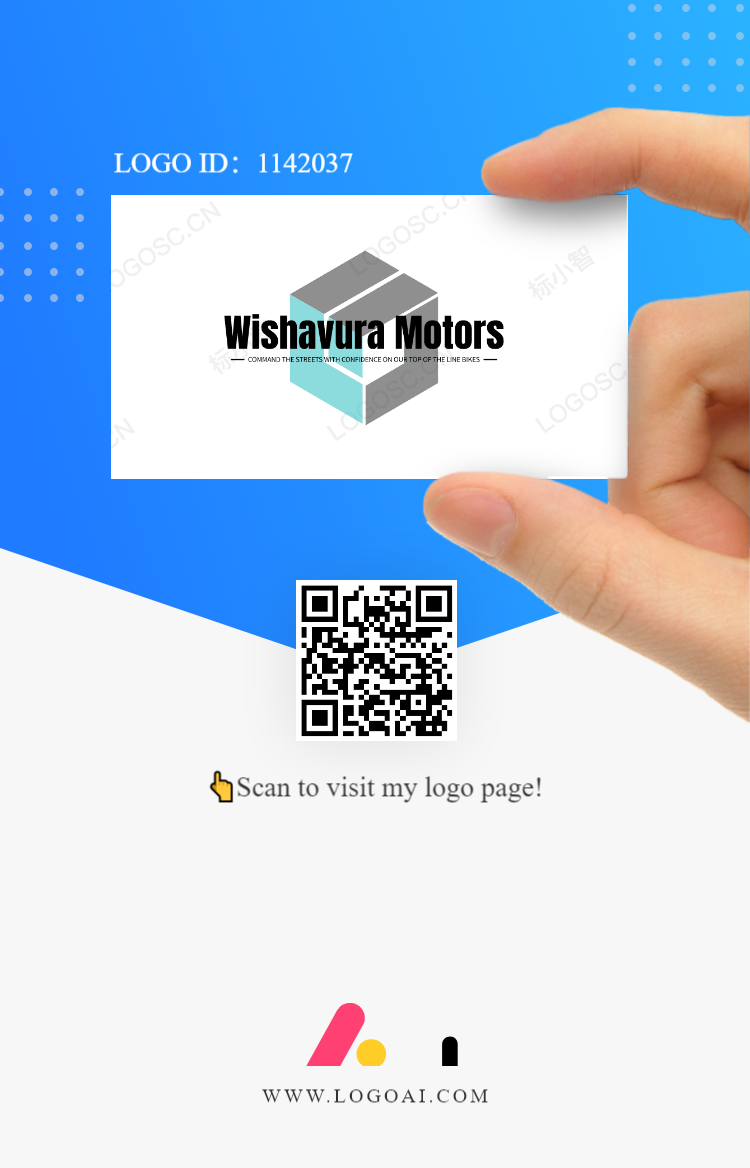 LOGO ID：1142037
LOGOSC.CN
LOGOSC.CN
标小智
Wishavura Motors
COMMAND THE STREETS WITH CONFIDENCE ON OUR TOP OF THE LINE BIKES
👆Scan to visit my logo page!
WWW.LOGOAI.COM